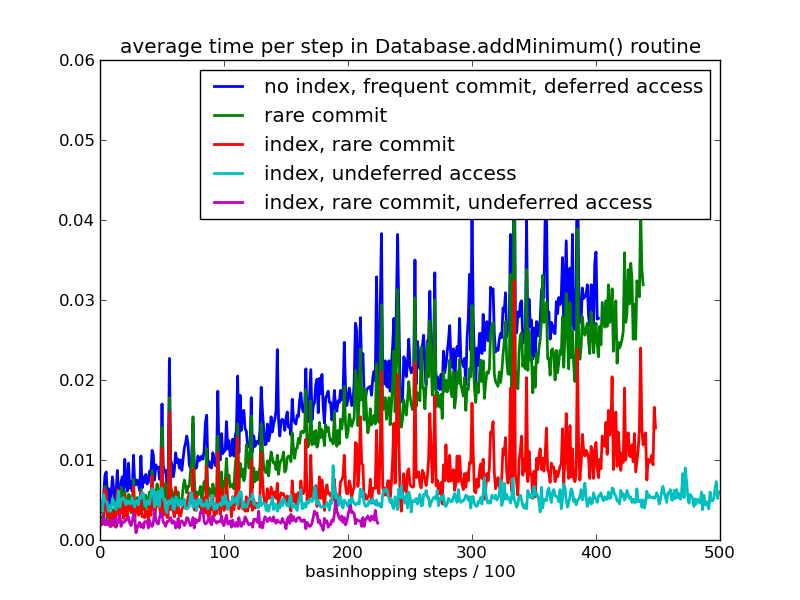 average time per step in Database.addMinimum() routine
0.06
0.05
0.04
0.03
0.02
0.01
0.00
no index, frequent commit, deferred access
rare commit
index, rare commit
index, undeferred access
index, rare commit, undeferred access
0 100 200 300 400 500
basinhopping steps / 100